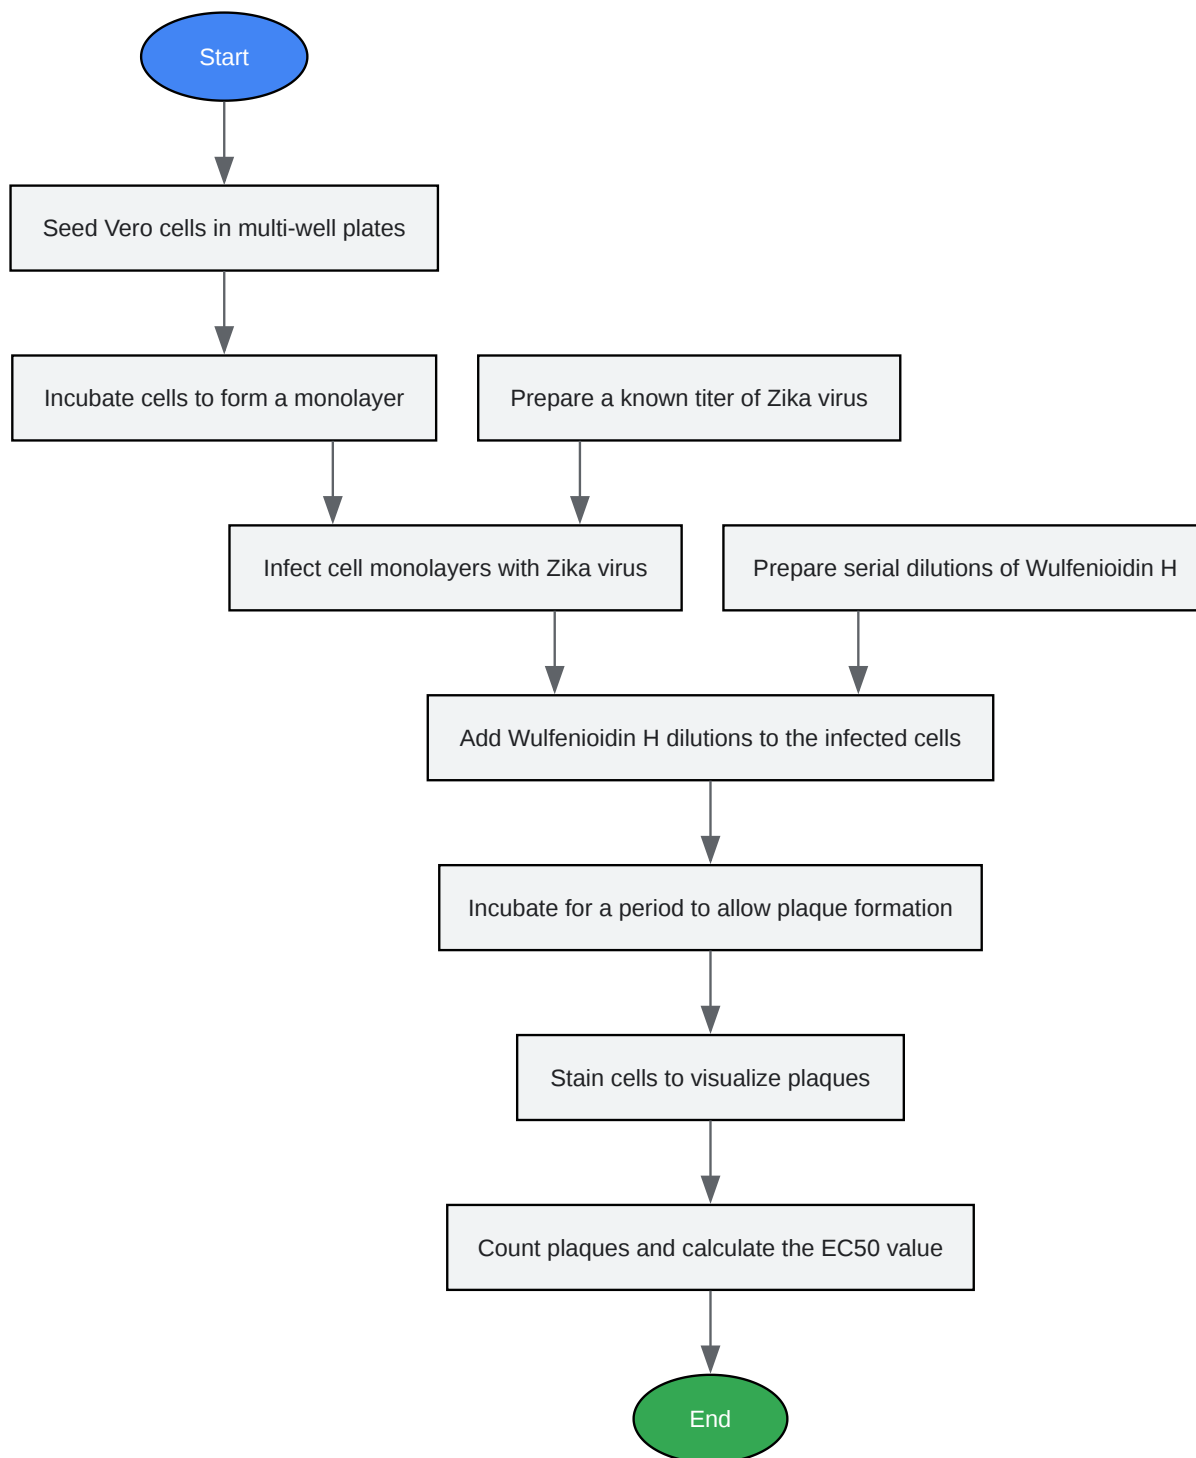 Start
Seed Vero cells in multi-well plates
Incubate cells to form a monolayer
Prepare a known titer of Zika virus
Infect cell monolayers with Zika virus
Prepare serial dilutions of Wulfenioidin H
Add Wulfenioidin H dilutions to the infected cells
Incubate for a period to allow plaque formation
Stain cells to visualize plaques
Count plaques and calculate the EC50 value
End